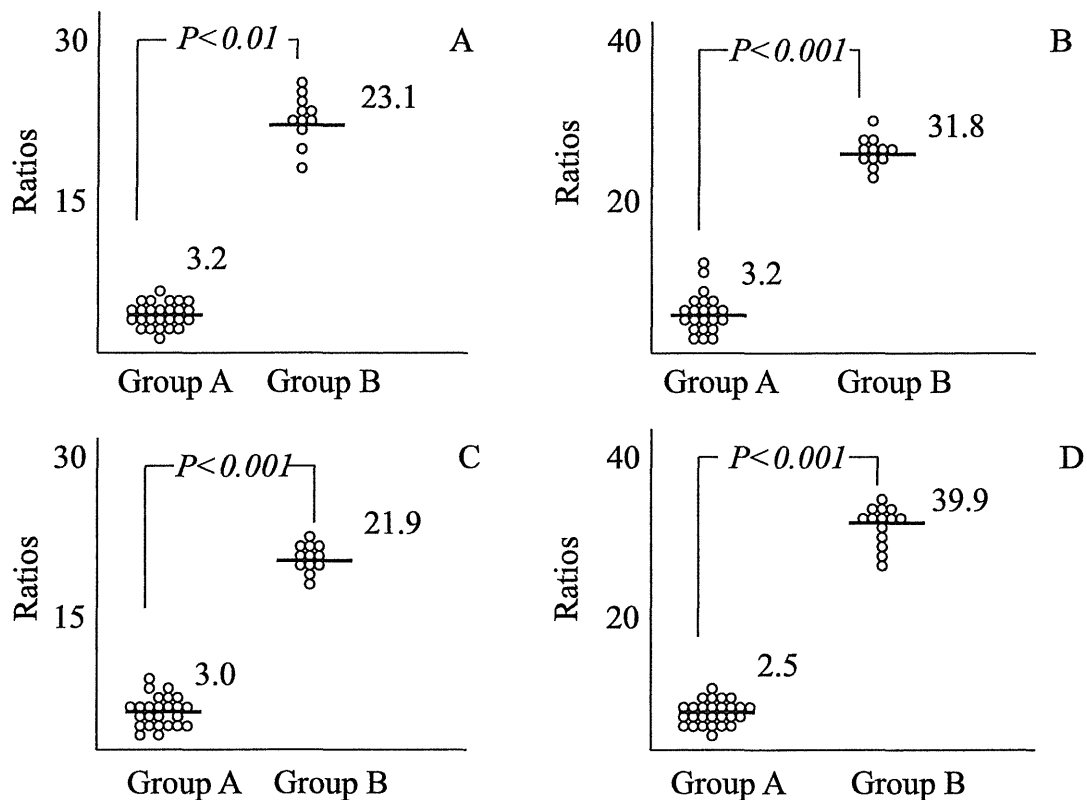 A
30
P<0.01
23.1
Ratios
15
3.2
Group A Group B
B
40
P<0.001
31.8
Ratios
20
3.2
Group A Group B
C
30
P<0.001
21.9
Ratios
15
3.0
Group A Group B
D
40
P<0.001
39.9
Ratios
20
2.5
Group A Group B